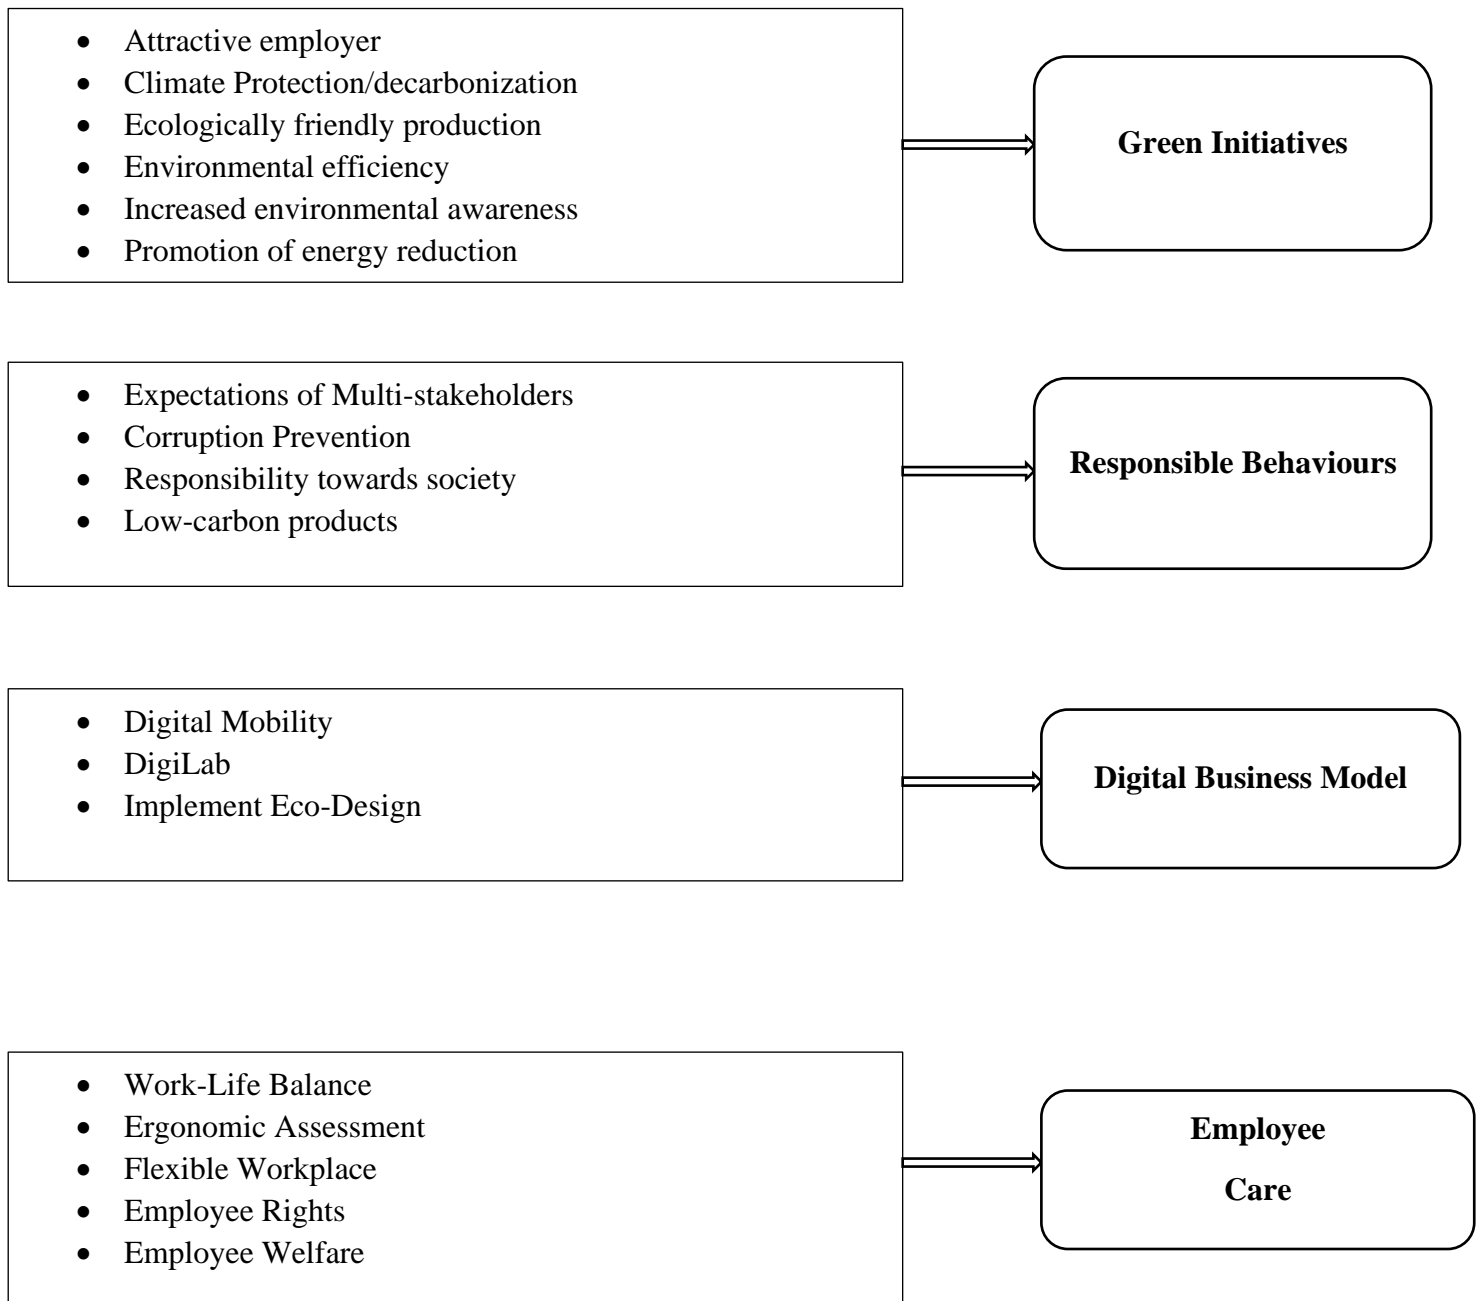 • Attractive employer
• Climate Protection/decarbonization
• Ecologically friendly production
• Environmental efficiency
• Increased environmental awareness
• Promotion of energy reduction
Green Initiatives
• Expectations of Multi-stakeholders
• Corruption Prevention
• Responsibility towards society
• Low-carbon products
Responsible Behaviours
• Digital Mobility
• DigiLab
• Implement Eco-Design
Digital Business Model
• Work-Life Balance
• Ergonomic Assessment
• Flexible Workplace
• Employee Rights
• Employee Welfare
Employee
Care